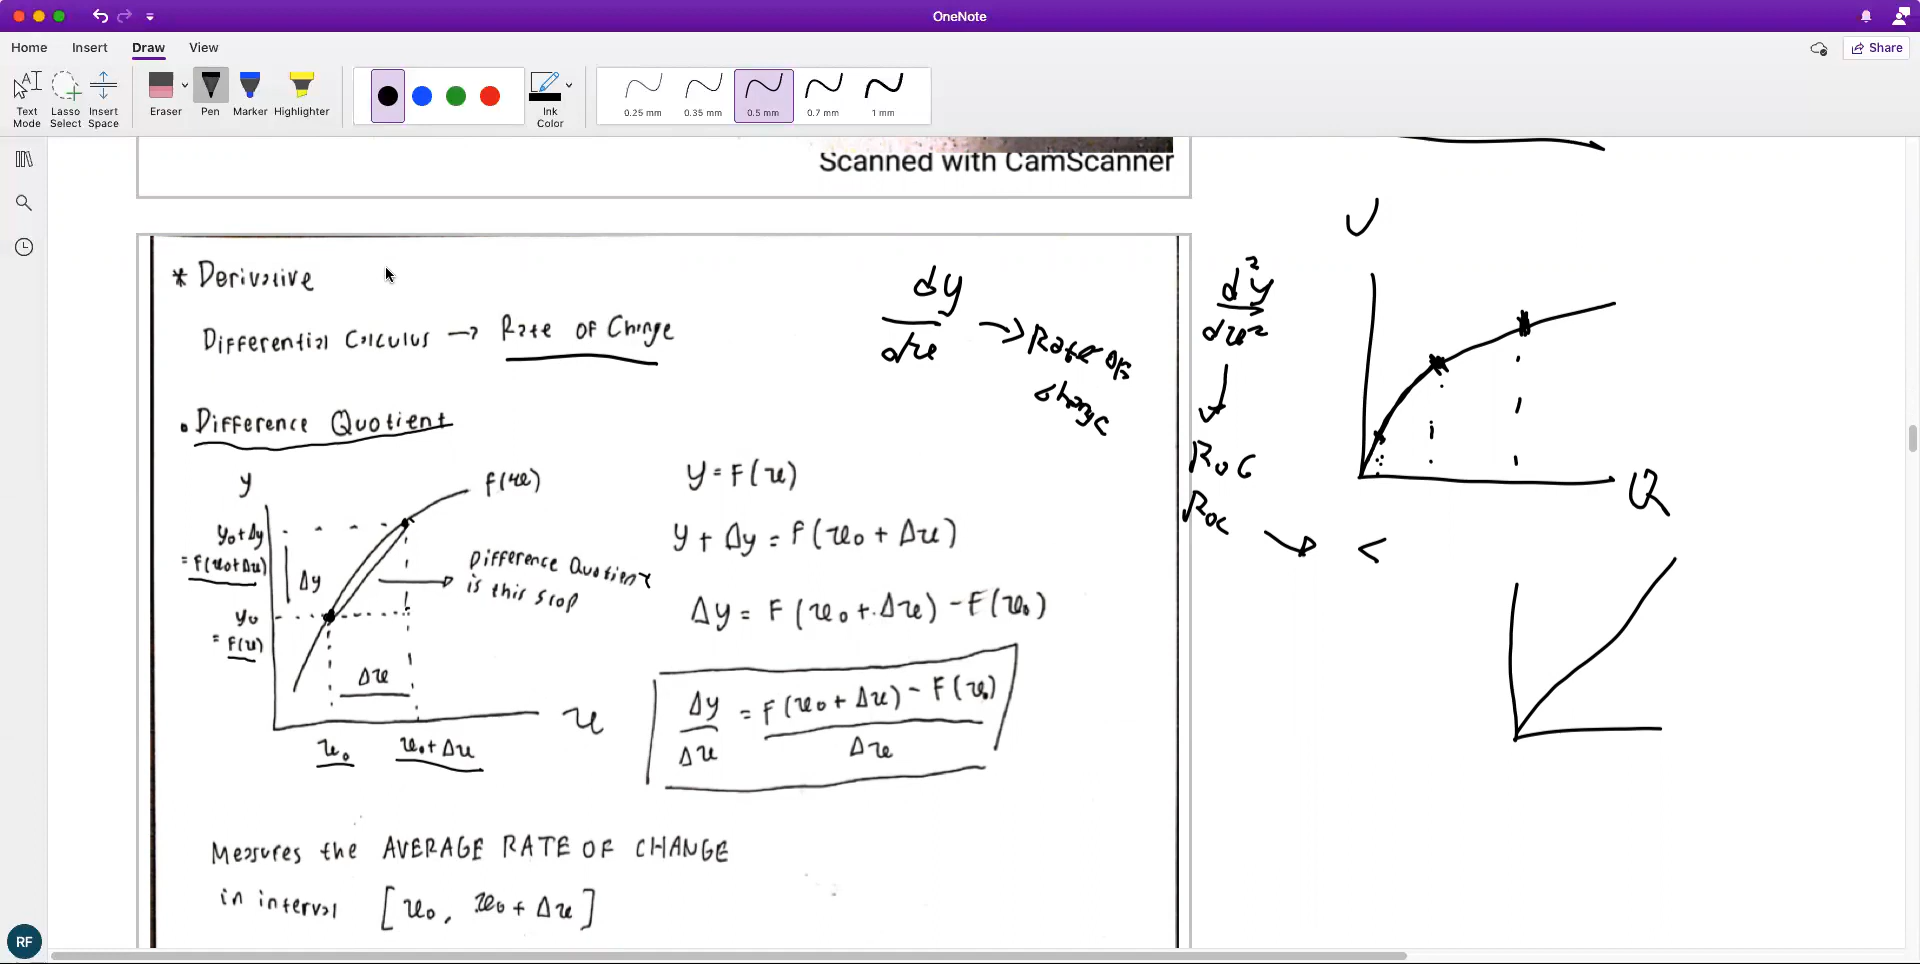 OneNote
Home Insert Draw View
Share
Text Mode
Lasso Select
Insert Space
Eraser
Pen
Marker
Highlighter
Ink Color
0.25 mm
0.35 mm
0.5 mm
0.7 mm
1 mm
Scanned with CamScanner
* Derivative
Differential Calculus → Rate of Change
dy/dx → Rate of change
d²y/dx²
RoC
RoC → <
U
Q
• Difference Quotient
y
f(x)
y₀+Δy
= f(x₀+Δx)
Δy
y₀
= f(x)
Δx
x
x₀
x₀+Δx
Difference Quotient
is this slop
y = F(x)
y + Δy = F(x₀ + Δx)
Δy = F(x₀ + Δx) - F(x₀)
Δy/Δx = F(x₀ + Δx) - F(x₀)/Δx
Measures the AVERAGE RATE OF CHANGE
in interval [x₀, x₀ + Δx]
RF